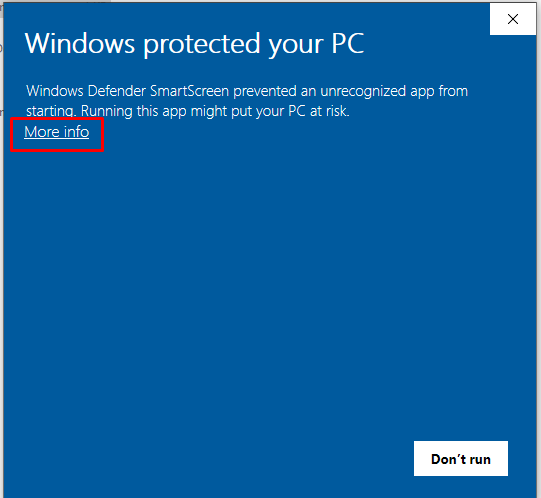 Windows protected your PC
Windows Defender SmartScreen prevented an unrecognized app from
starting. Running this app might put your PC at risk.
More info
Don't run